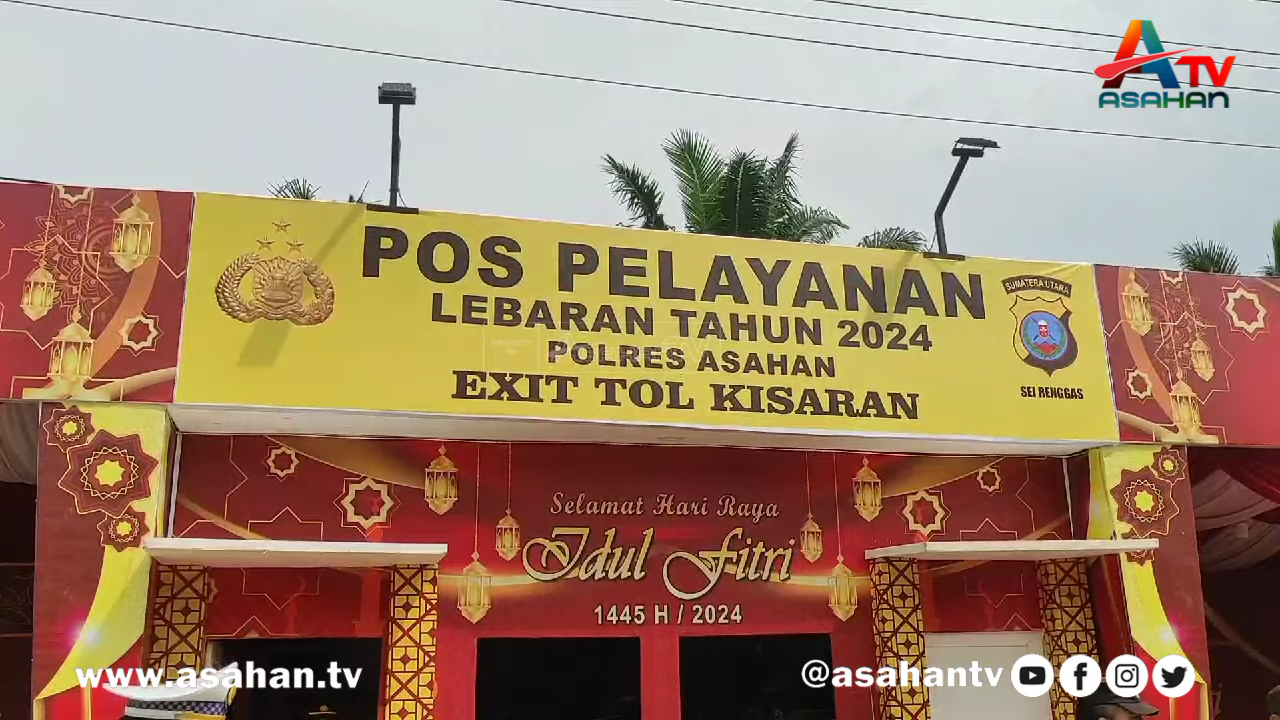 A TV
ASAHAN
POS PELAYANAN
LEBARAN TAHUN 2024
POLRES ASAHAN
EXIT TOL KISARAN
SUMATERA UTARA
SEI RENGGAS
Selamat Hari Raya
Idul Fitri
1445 H / 2024
www.asahan.tv
@asahantv